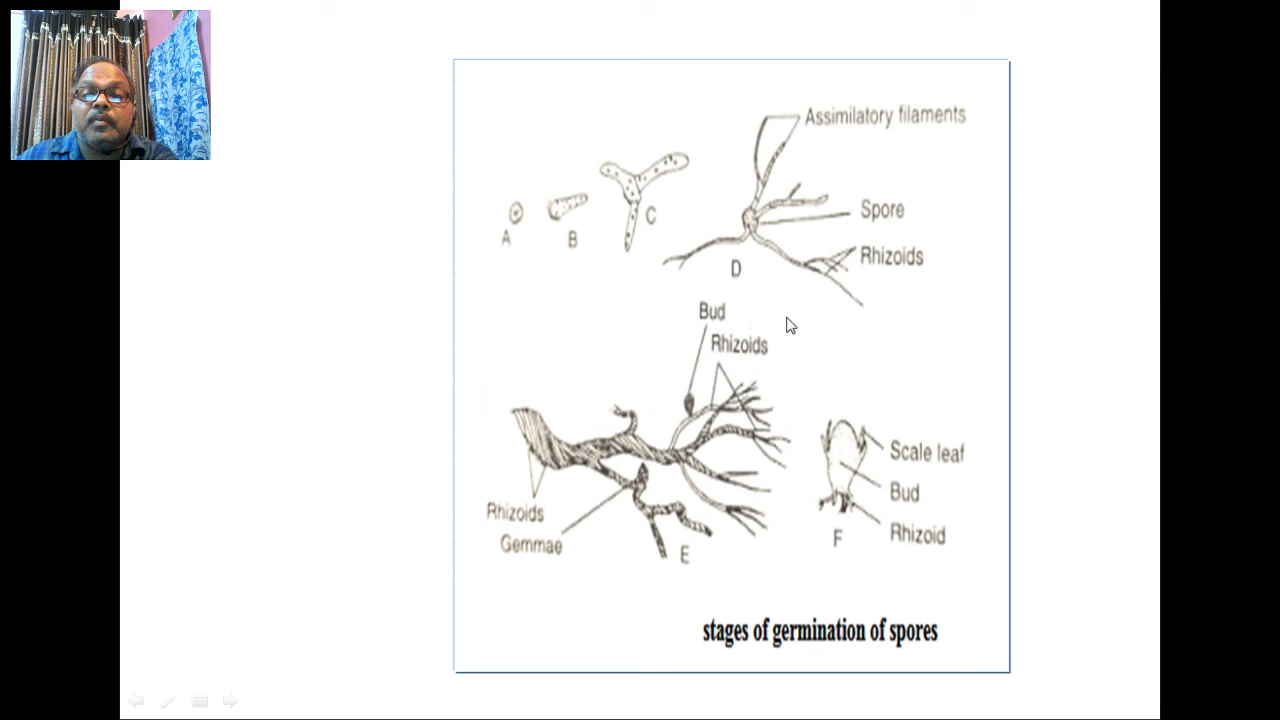 Assimilatory filaments
A
B
C
Spore
D
Rhizoids
Bud
Rhizoids
Scale leaf
Bud
Rhizoid
Rhizoids
Gemmae
E
F
stages of germination of spores